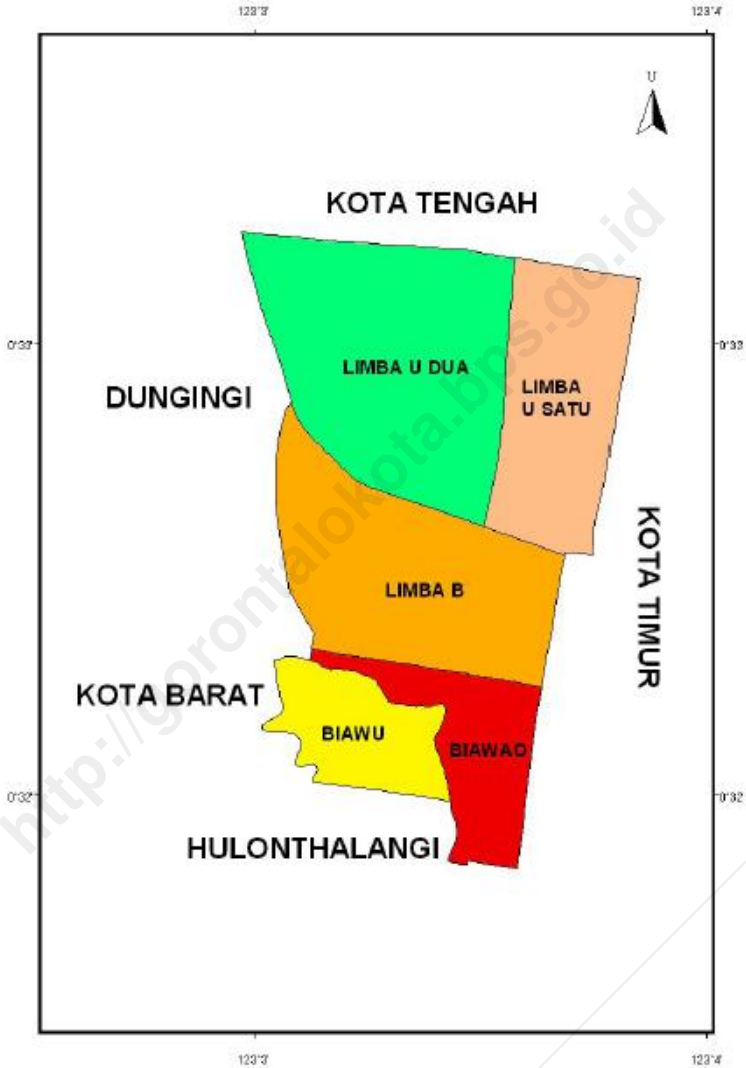 123°3'
123°4'
U
KOTA TENGAH
0°33'
0°33'
LIMBA U DUA
LIMBA
U SATU
DUNGINGI
KOTA TIMUR
LIMBA B
KOTA BARAT
BIAWU
BIAWAO
0°32'
0°32'
HULONTHALANGI
123°3'
123°4'
http://gorontalokota.bps.go.id